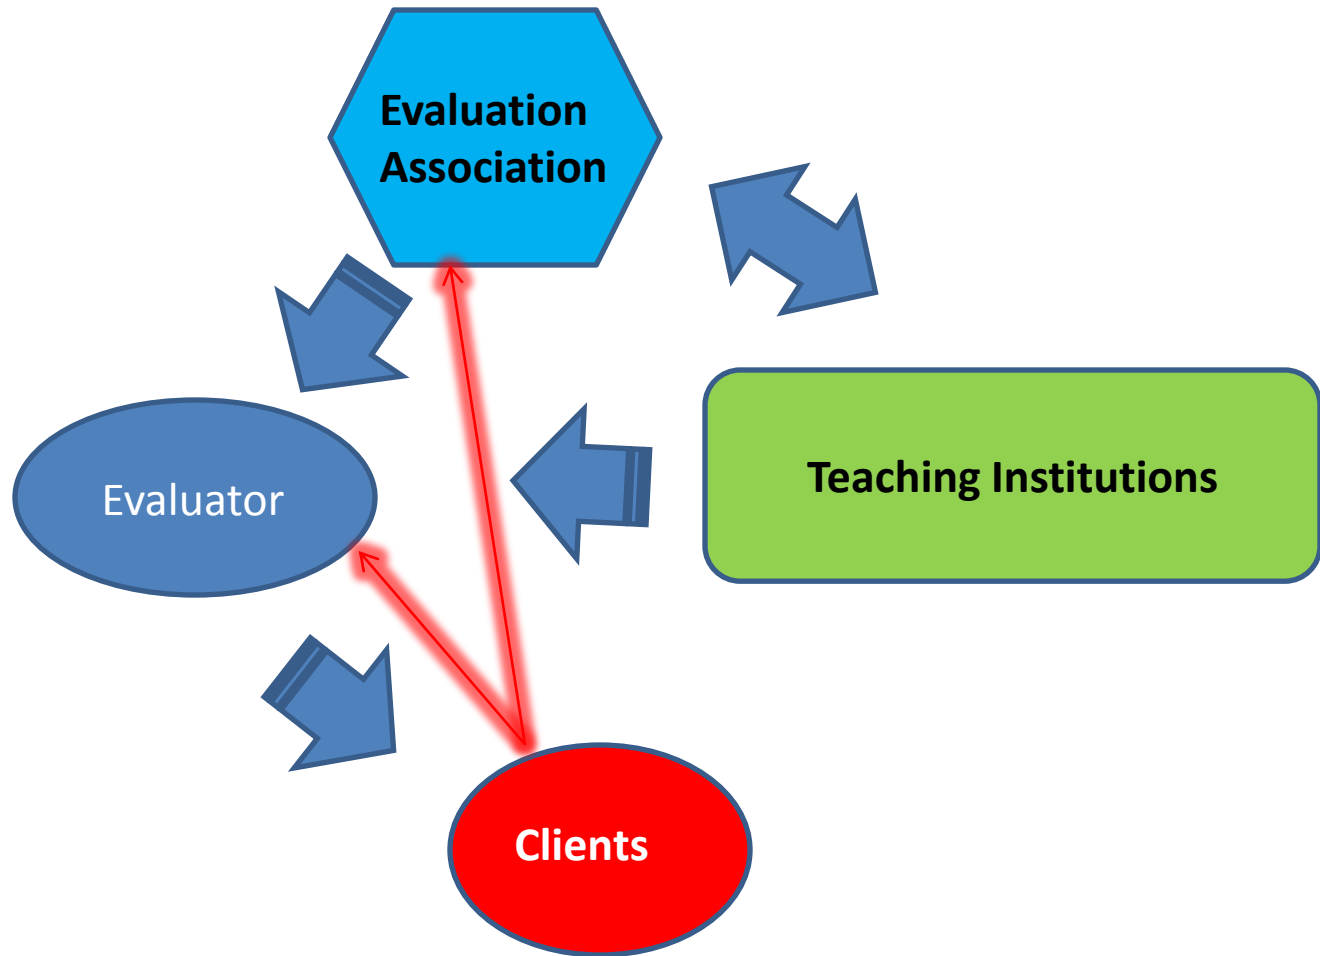 Evaluation
Association
Teaching Institutions
Evaluator
Clients